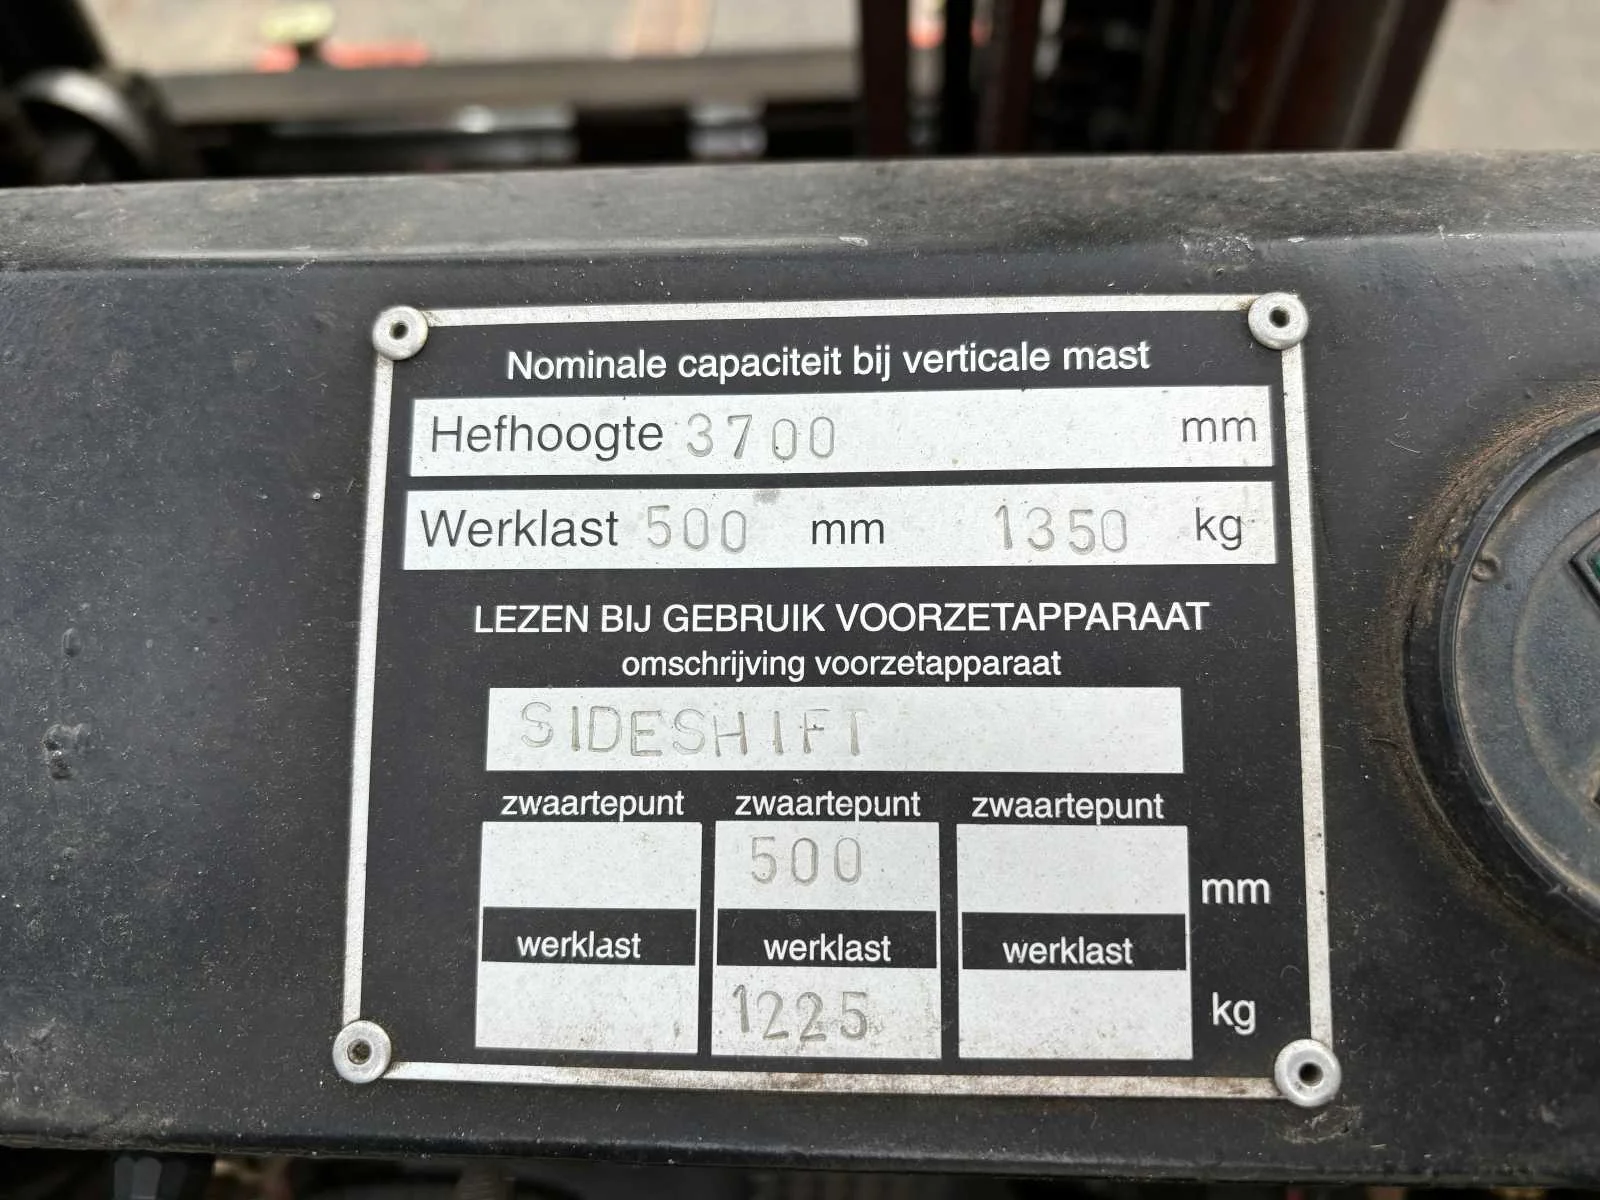 Nominale capaciteit bij verticale mast
Hefhoogte 3700 mm
Werklast 500 mm 1350 kg
LEZEN BIJ GEBRUIK VOORZETAPPARAAT
omschrijving voorzetapparaat
SIDESHIFT
zwaartepunt zwaartepunt zwaartepunt
500 mm
werklast werklast werklast
1225 kg